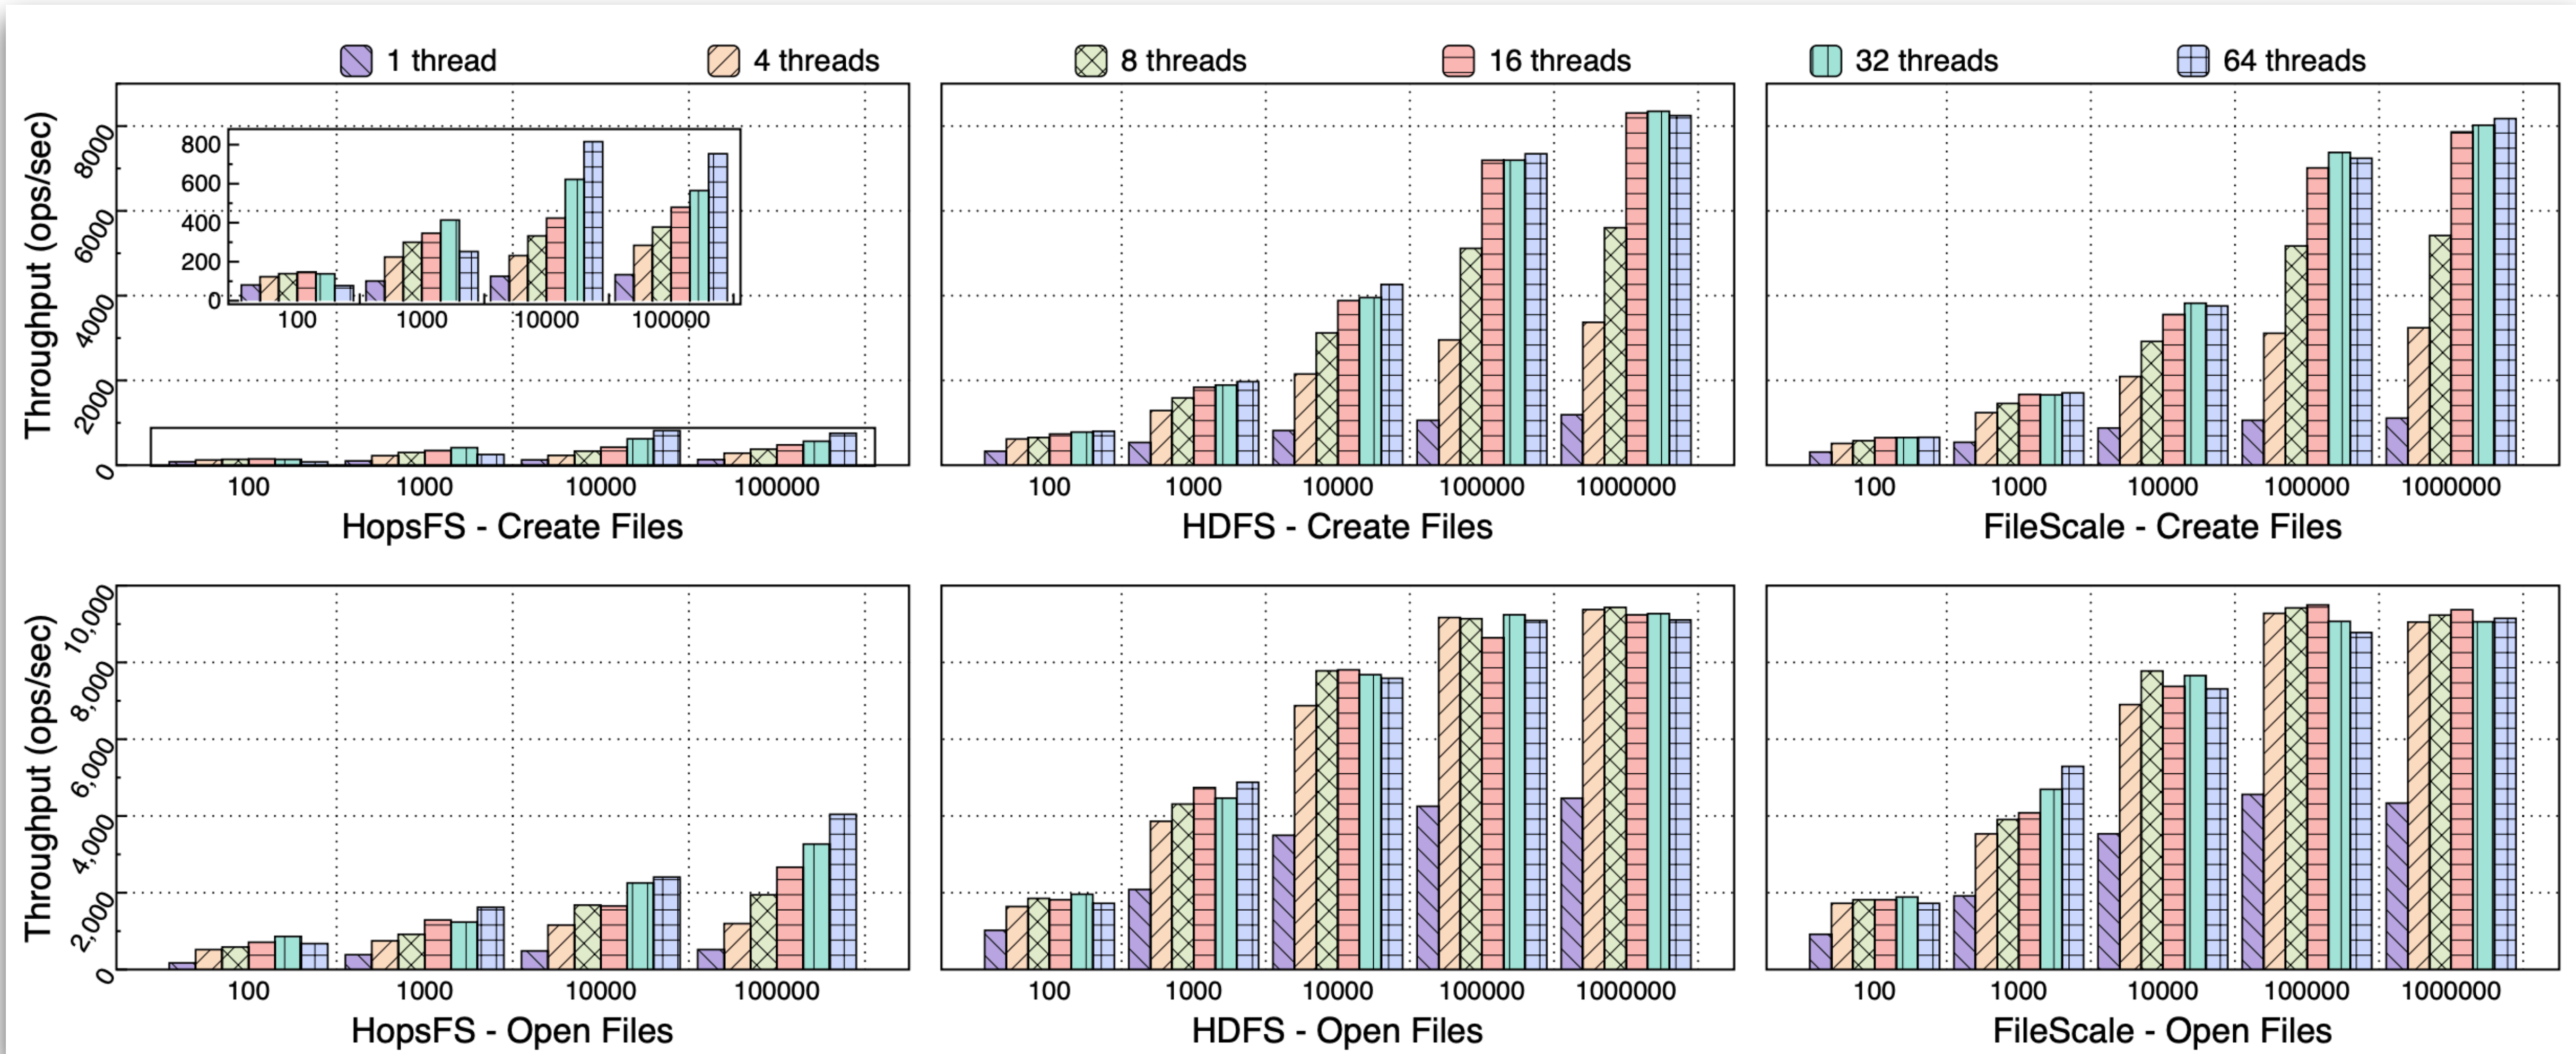 1 thread 4 threads 8 threads 16 threads 32 threads 64 threads
Throughput (ops/sec)
8000
6000
4000
2000
0
800
600
400
200
0
100 1000 10000 100000
100 1000 10000 100000
HopsFS - Create Files
100 1000 10000 100000 1000000
HDFS - Create Files
100 1000 10000 100000 1000000
FileScale - Create Files
Throughput (ops/sec)
10,000
8,000
6,000
4,000
2,000
0
100 1000 10000 100000
HopsFS - Open Files
100 1000 10000 100000 1000000
HDFS - Open Files
100 1000 10000 100000 1000000
FileScale - Open Files